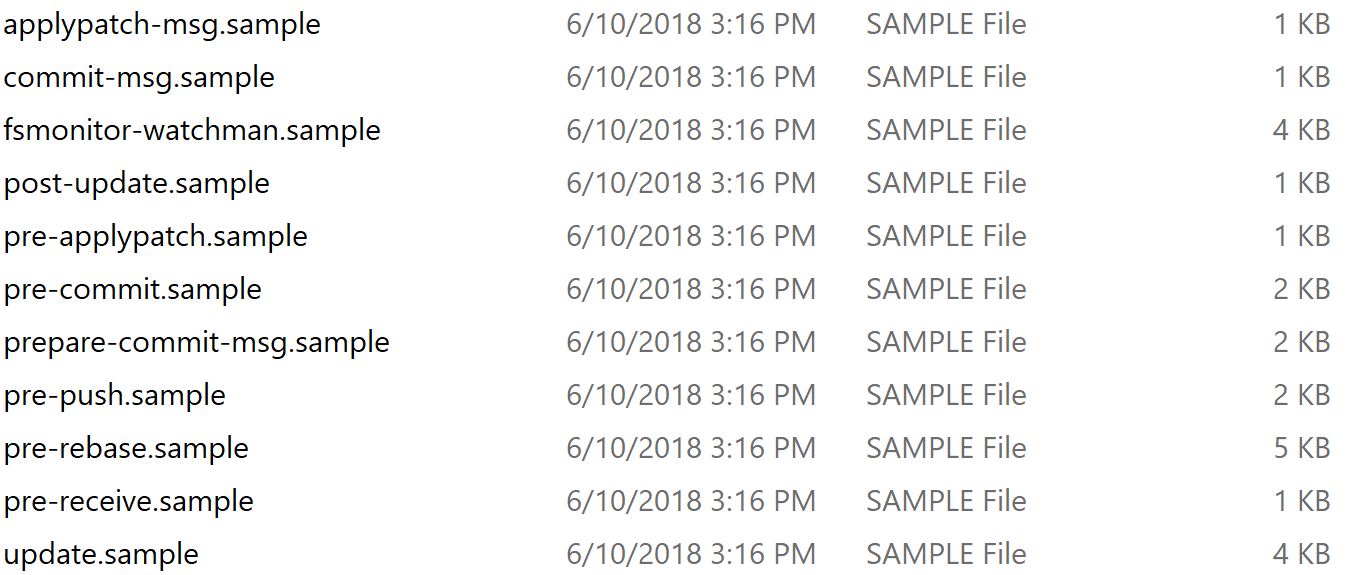 applypatch-msg.sample 6/10/2018 3:16 PM SAMPLE File 1 KB
commit-msg.sample 6/10/2018 3:16 PM SAMPLE File 1 KB
fsmonitor-watchman.sample 6/10/2018 3:16 PM SAMPLE File 4 KB
post-update.sample 6/10/2018 3:16 PM SAMPLE File 1 KB
pre-applypatch.sample 6/10/2018 3:16 PM SAMPLE File 1 KB
pre-commit.sample 6/10/2018 3:16 PM SAMPLE File 2 KB
prepare-commit-msg.sample 6/10/2018 3:16 PM SAMPLE File 2 KB
pre-push.sample 6/10/2018 3:16 PM SAMPLE File 2 KB
pre-rebase.sample 6/10/2018 3:16 PM SAMPLE File 5 KB
pre-receive.sample 6/10/2018 3:16 PM SAMPLE File 1 KB
update.sample 6/10/2018 3:16 PM SAMPLE File 4 KB